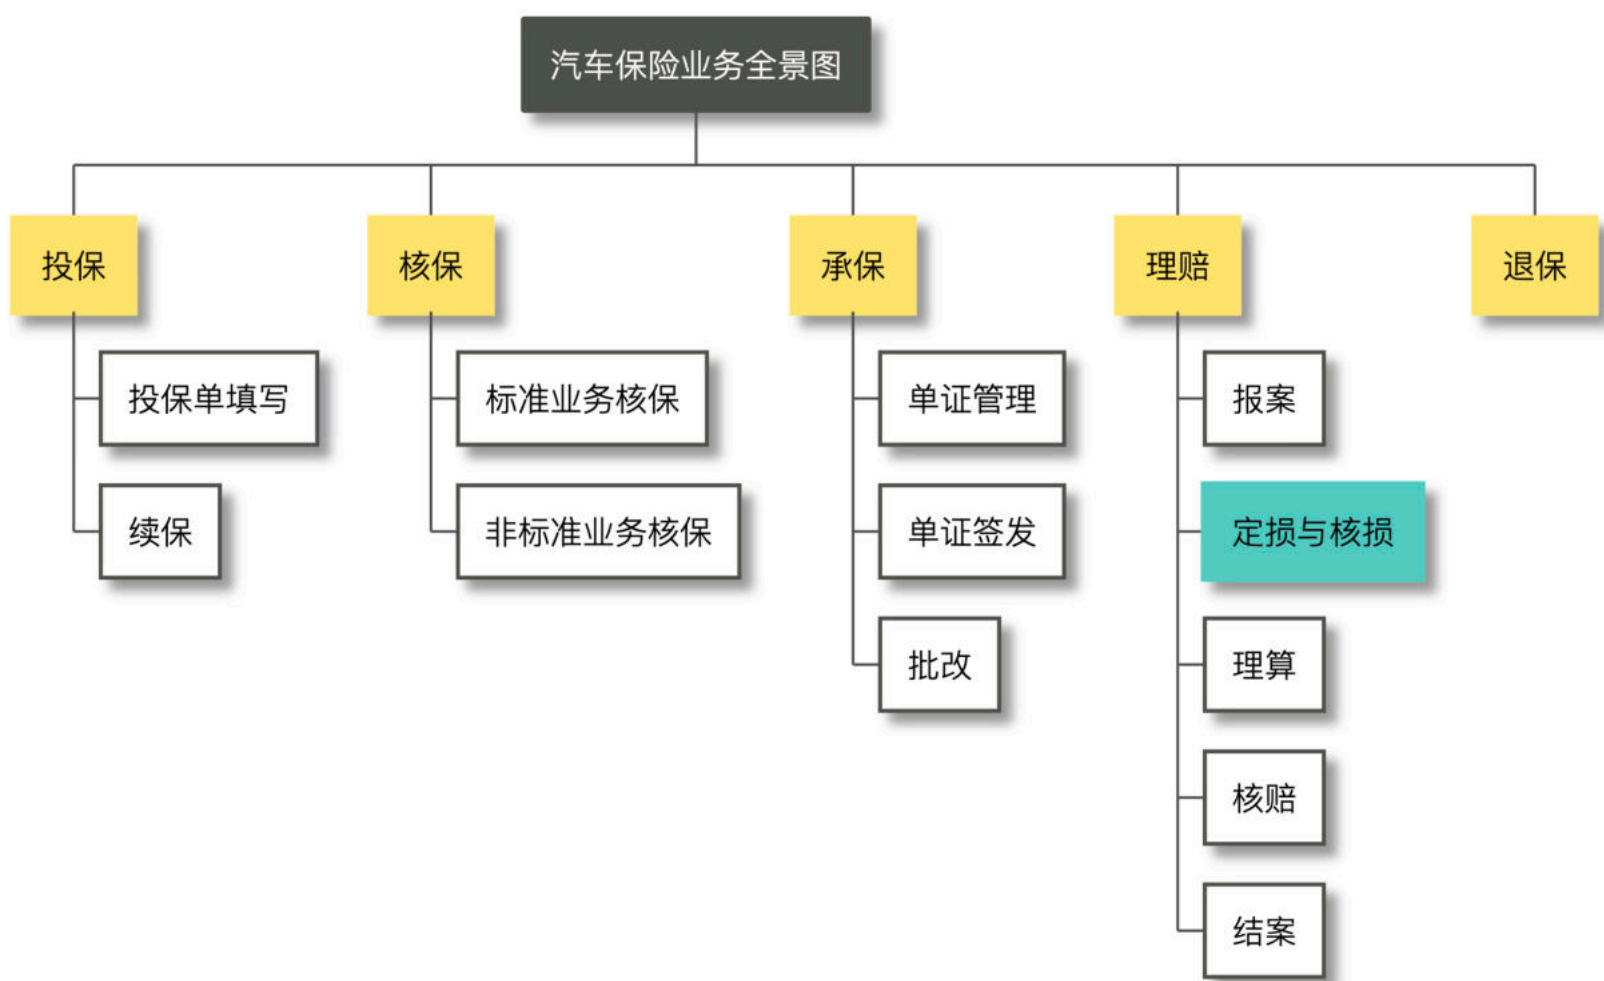 汽车保险业务全景图
投保
核保
承保
理赔
退保
投保单填写
标准业务核保
单证管理
报案
续保
非标准业务核保
单证签发
定损与核损
批改
理算
核赔
结案